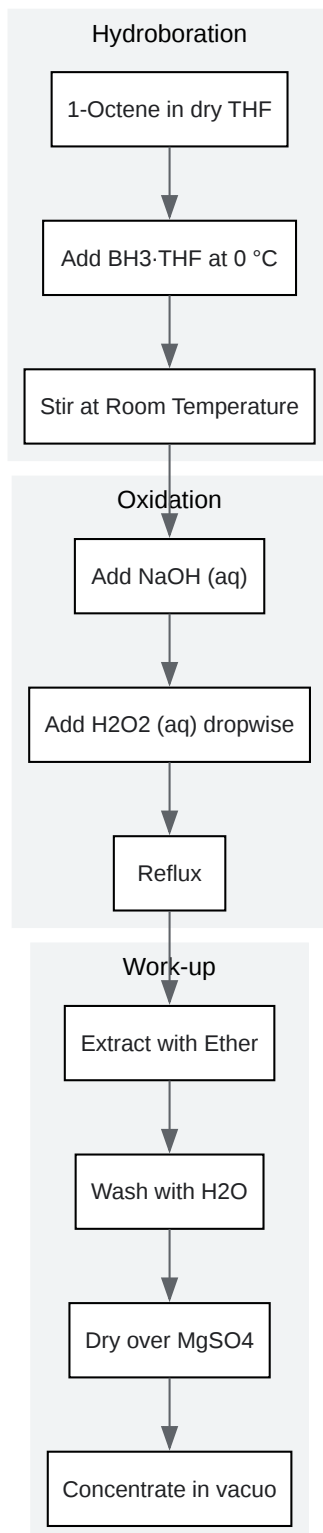 Hydroboration
1-Octene in dry THF
Add BH3·THF at 0 °C
Stir at Room Temperature
Oxidation
Add NaOH (aq)
Add H2O2 (aq) dropwise
Reflux
Work-up
Extract with Ether
Wash with H2O
Dry over MgSO4
Concentrate in vacuo